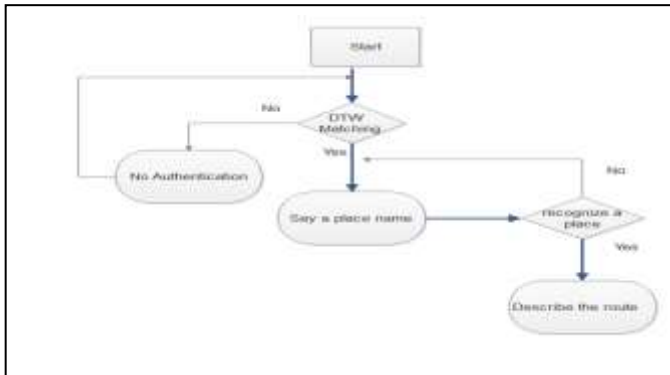 Start
No
DTW
Matching
Yes
No Authentication
No
Say a place name
recognize a
place
Yes
Describe the route